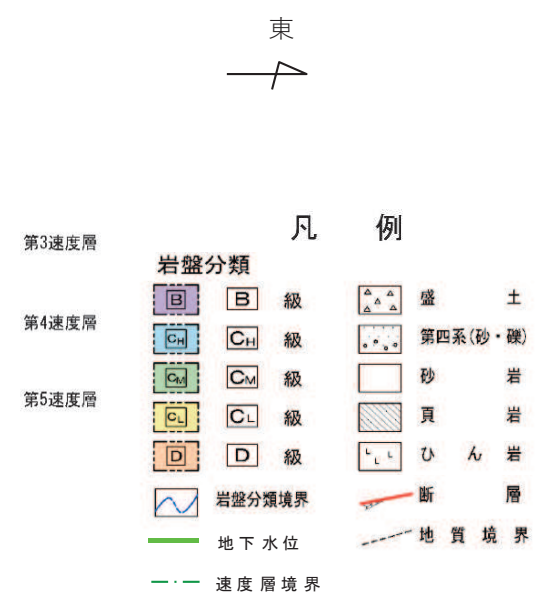 東
凡 例
第3速度層
第4速度層
第5速度層
岩盤分類
B B 級
CH CH 級
CM CM 級
CL CL 級
D D 級
岩盤分類境界
地下水位
速度層境界
盛 土
第四系(砂・礫)
砂 岩
頁 岩
ひ ん 岩
断 層
地 質 境 界